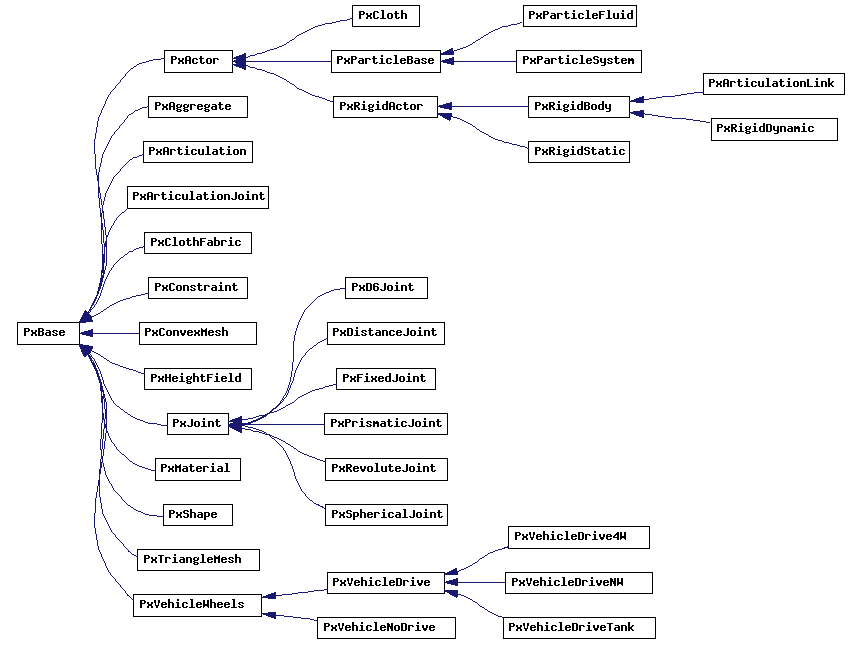 PxCloth
PxParticleFluid
PxActor
PxParticleBase
PxParticleSystem
PxArticulationLink
PxAggregate
PxRigidActor
PxRigidBody
PxRigidDynamic
PxArticulation
PxRigidStatic
PxArticulationJoint
PxClothFabric
PxConstraint
PxD6Joint
PxBase
PxConvexMesh
PxDistanceJoint
PxHeightField
PxFixedJoint
PxJoint
PxPrismaticJoint
PxMaterial
PxRevoluteJoint
PxShape
PxSphericalJoint
PxVehicleDrive4W
PxTriangleMesh
PxVehicleDrive
PxVehicleDriveNW
PxVehicleWheels
PxVehicleNoDrive
PxVehicleDriveTank